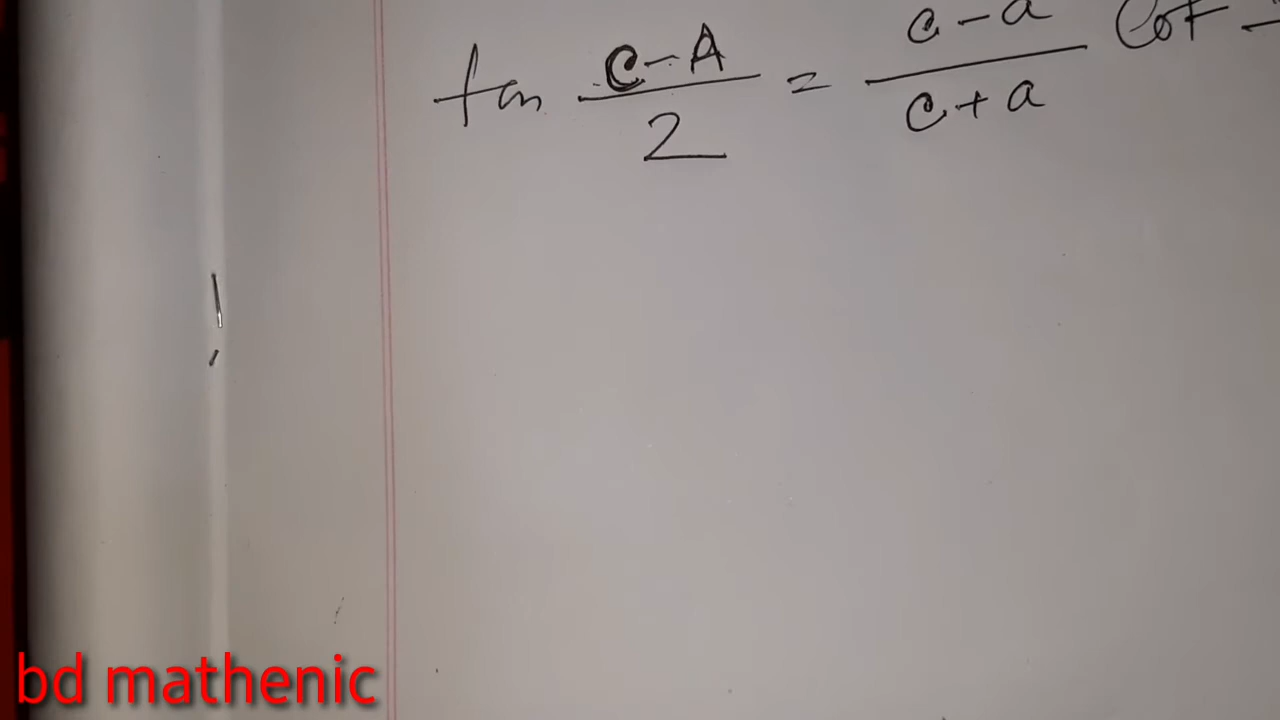 tan (C-A)/2 = (c-a)/(c+a) Cot
bd mathenic